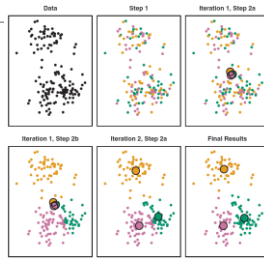 Data
Step 1
Iteration 1, Step 2a
Iteration 1, Step 2b
Iteration 2, Step 2a
Final Results